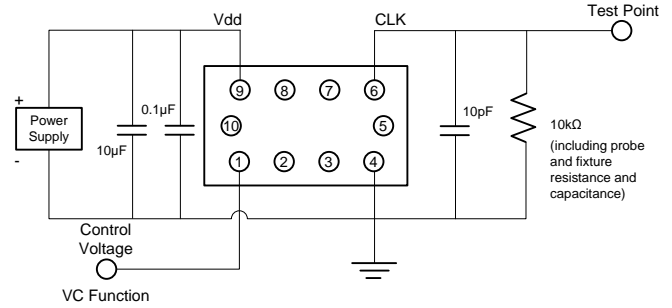 Test Point
Vdd
CLK
+
Power
Supply
-
10µF
0.1µF
9
8
7
6
10
5
1
2
3
4
10pF
10kΩ
(including probe
and fixture
resistance and
capacitance)
Control
Voltage
VC Function